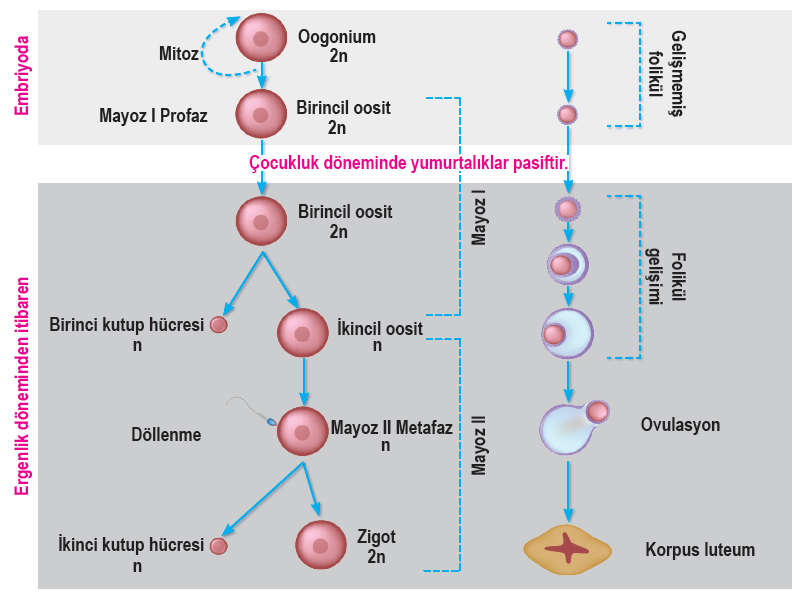 Embriyoda
Mitoz
Oogonium
2n
Mayoz I Profaz
Birincil oosit
2n
Gelişmemiş
folikül
Çocukluk döneminde yumurtalıklar pasiftir.
Ergenlik döneminden itibaren
Birincil oosit
2n
Mayoz I
Birinci kutup hücresi
n
İkincil oosit
n
Folikül
gelişimi
Döllenme
Mayoz II Metafaz
n
Mayoz II
Ovulasyon
İkinci kutup hücresi
n
Zigot
2n
Korpus luteum